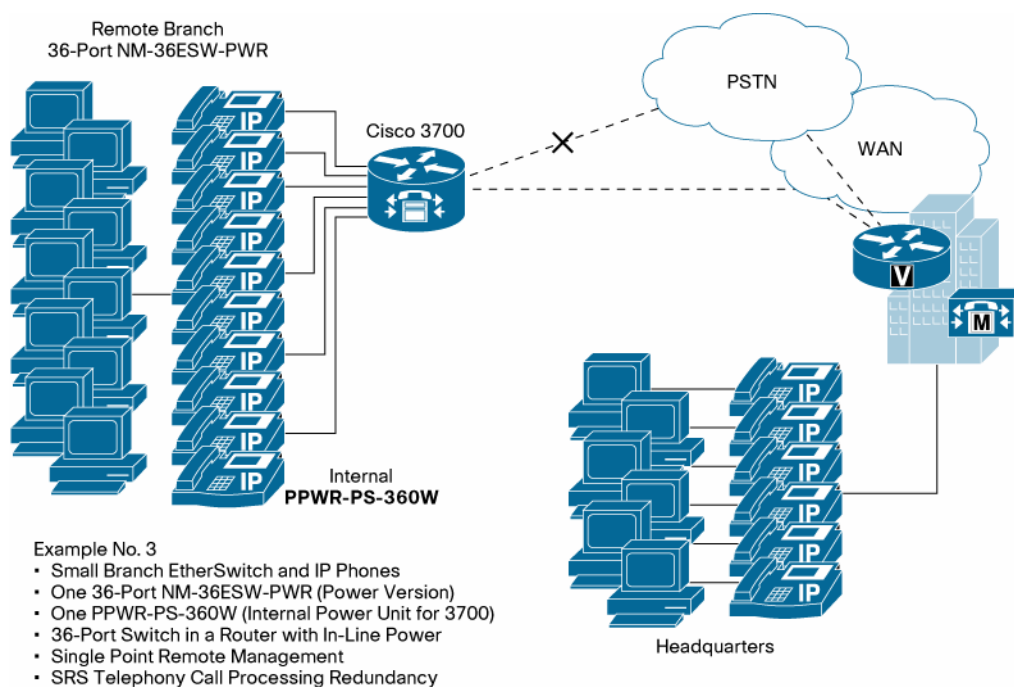 Remote Branch
36-Port NM-36ESW-PWR
IP
IP
IP
IP
IP
IP
IP
IP
IP
IP
Cisco 3700
PSTN
WAN
V
M
IP
IP
IP
IP
IP
IP
Internal
PPWR-PS-360W
Headquarters
Example No. 3
• Small Branch EtherSwitch and IP Phones
• One 36-Port NM-36ESW-PWR (Power Version)
• One PPWR-PS-360W (Internal Power Unit for 3700)
• 36-Port Switch in a Router with In-Line Power
• Single Point Remote Management
• SRS Telephony Call Processing Redundancy